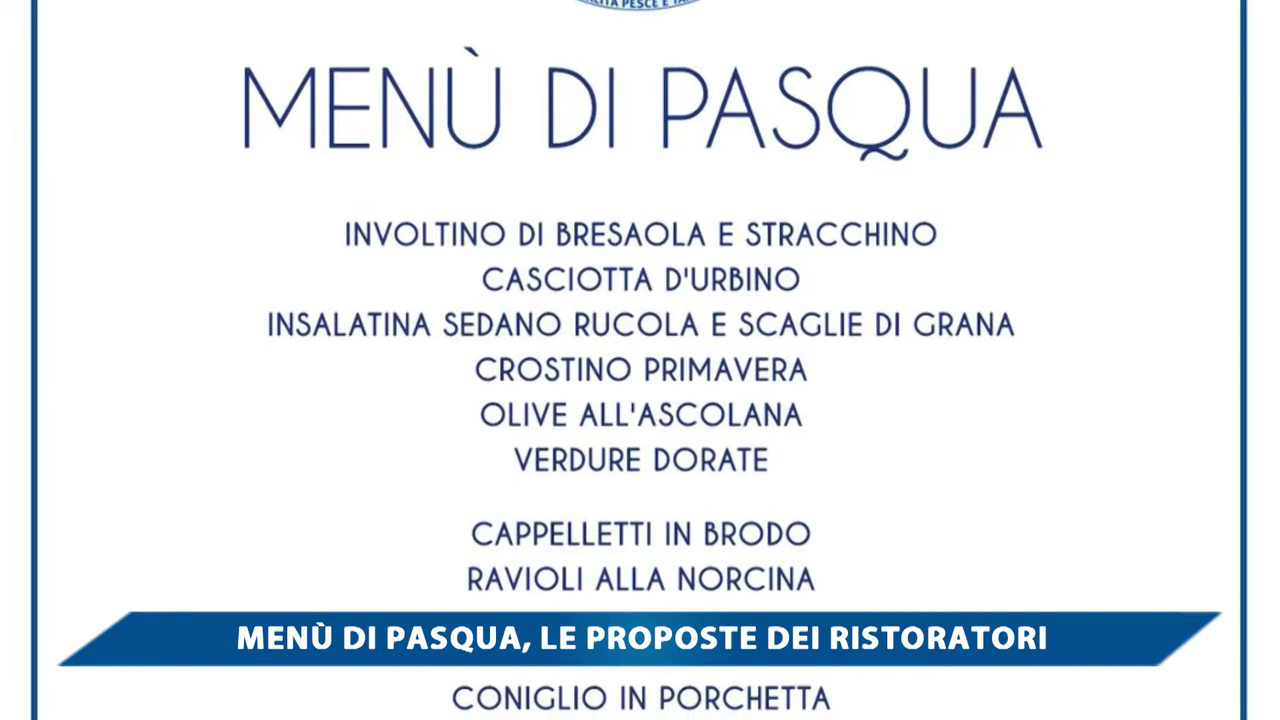 PESCE E
MENÙ DI PASQUA
INVOLTINO DI BRESAOLA E STRACCHINO
CASCIOTTA D'URBINO
INSALATINA SEDANO RUCOLA E SCAGLIE DI GRANA
CROSTINO PRIMAVERA
OLIVE ALL'ASCOLANA
VERDURE DORATE
CAPPELLETTI IN BRODO
RAVIOLI ALLA NORCINA
MENÙ DI PASQUA, LE PROPOSTE DEI RISTORATORI
CONIGLIO IN PORCHETTA